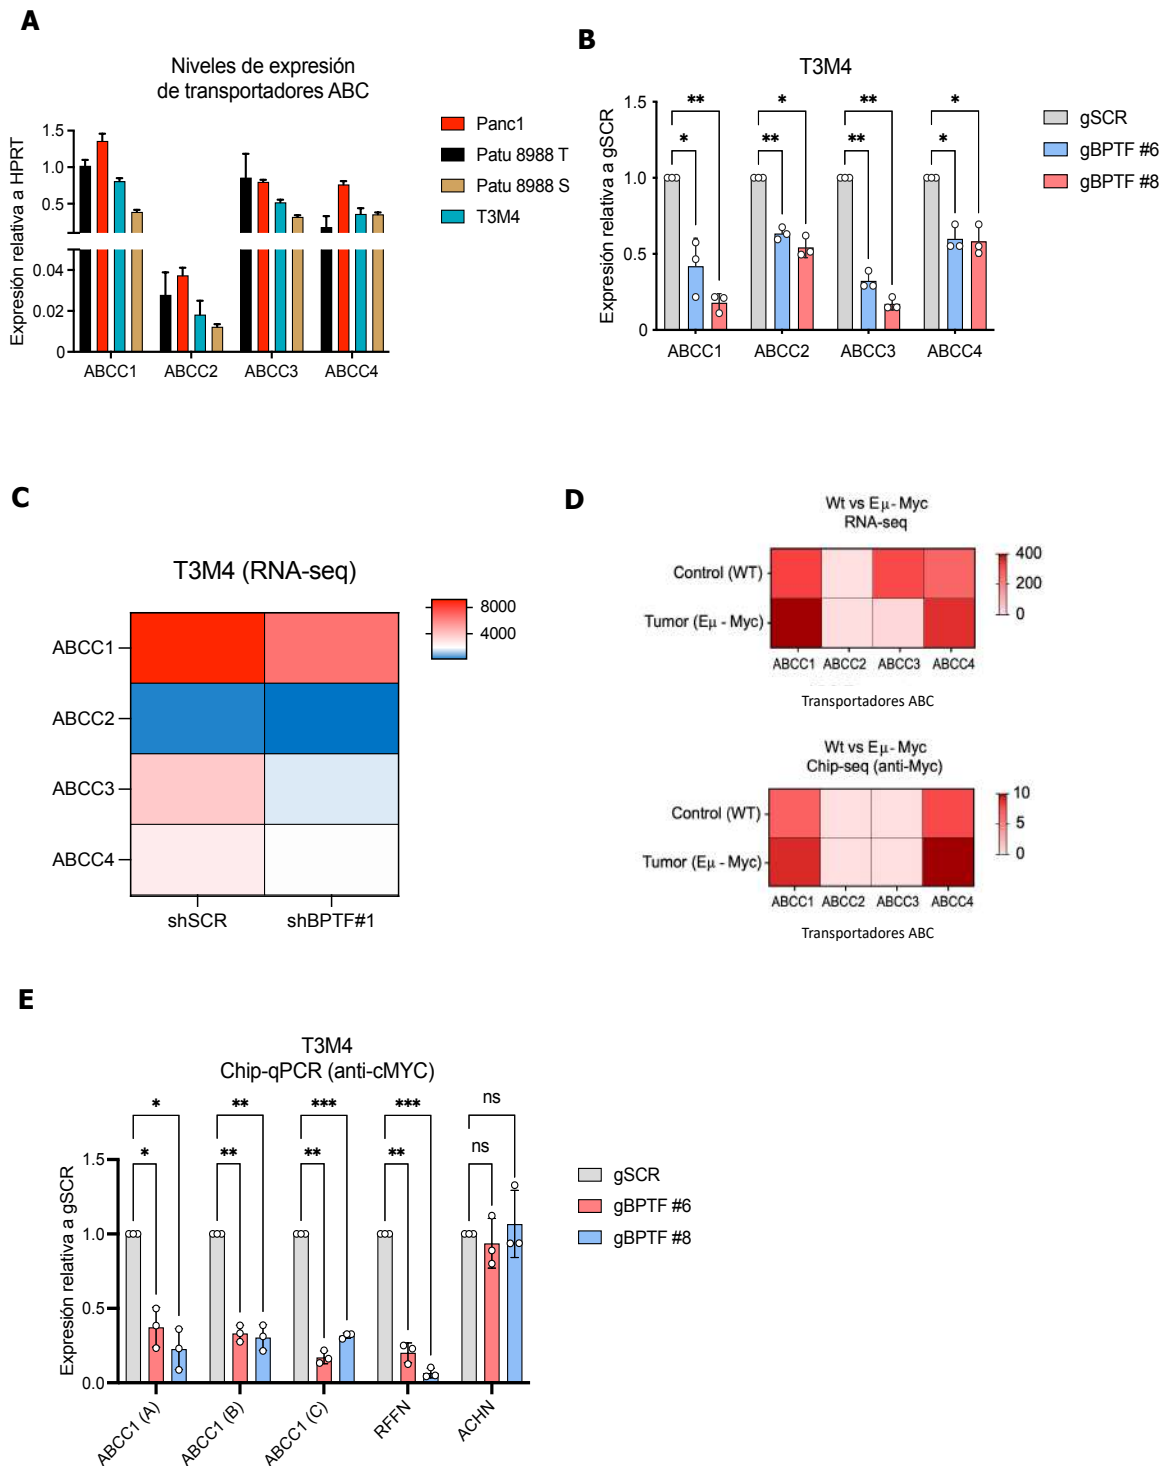 A
Niveles de expresión
de transportadores ABC
Expresión relativa a HPRT
1.5
1.0
0.5
0.04
0.02
0
ABCC1 ABCC2 ABCC3 ABCC4
Panc1
Patu 8988 T
Patu 8988 S
T3M4
B
T3M4
Expresión relativa a gSCR
1.5
1.0
0.5
0
** * ** *
* ** ** *
ABCC1 ABCC2 ABCC3 ABCC4
gSCR
gBPTF #6
gBPTF #8
C
T3M4 (RNA-seq)
ABCC1
ABCC2
ABCC3
ABCC4
shSCR shBPTF#1
8000
4000
D
Wt vs Eμ- Myc
RNA-seq
Control (WT)
Tumor (Eμ - Myc)
ABCC1 ABCC2 ABCC3 ABCC4
Transportadores ABC
400
200
0
Wt vs Eμ- Myc
Chip-seq (anti-Myc)
Control (WT)
Tumor (Eμ - Myc)
ABCC1 ABCC2 ABCC3 ABCC4
Transportadores ABC
10
5
0
E
T3M4
Chip-qPCR (anti-cMYC)
Expresión relativa a gSCR
1.5
1.0
0.5
0.0
* ** *** *** ns
* ** ** ** ns
ABCC1 (A) ABCC1 (B) ABCC1 (C) RFFN ACHN
gSCR
gBPTF #6
gBPTF #8